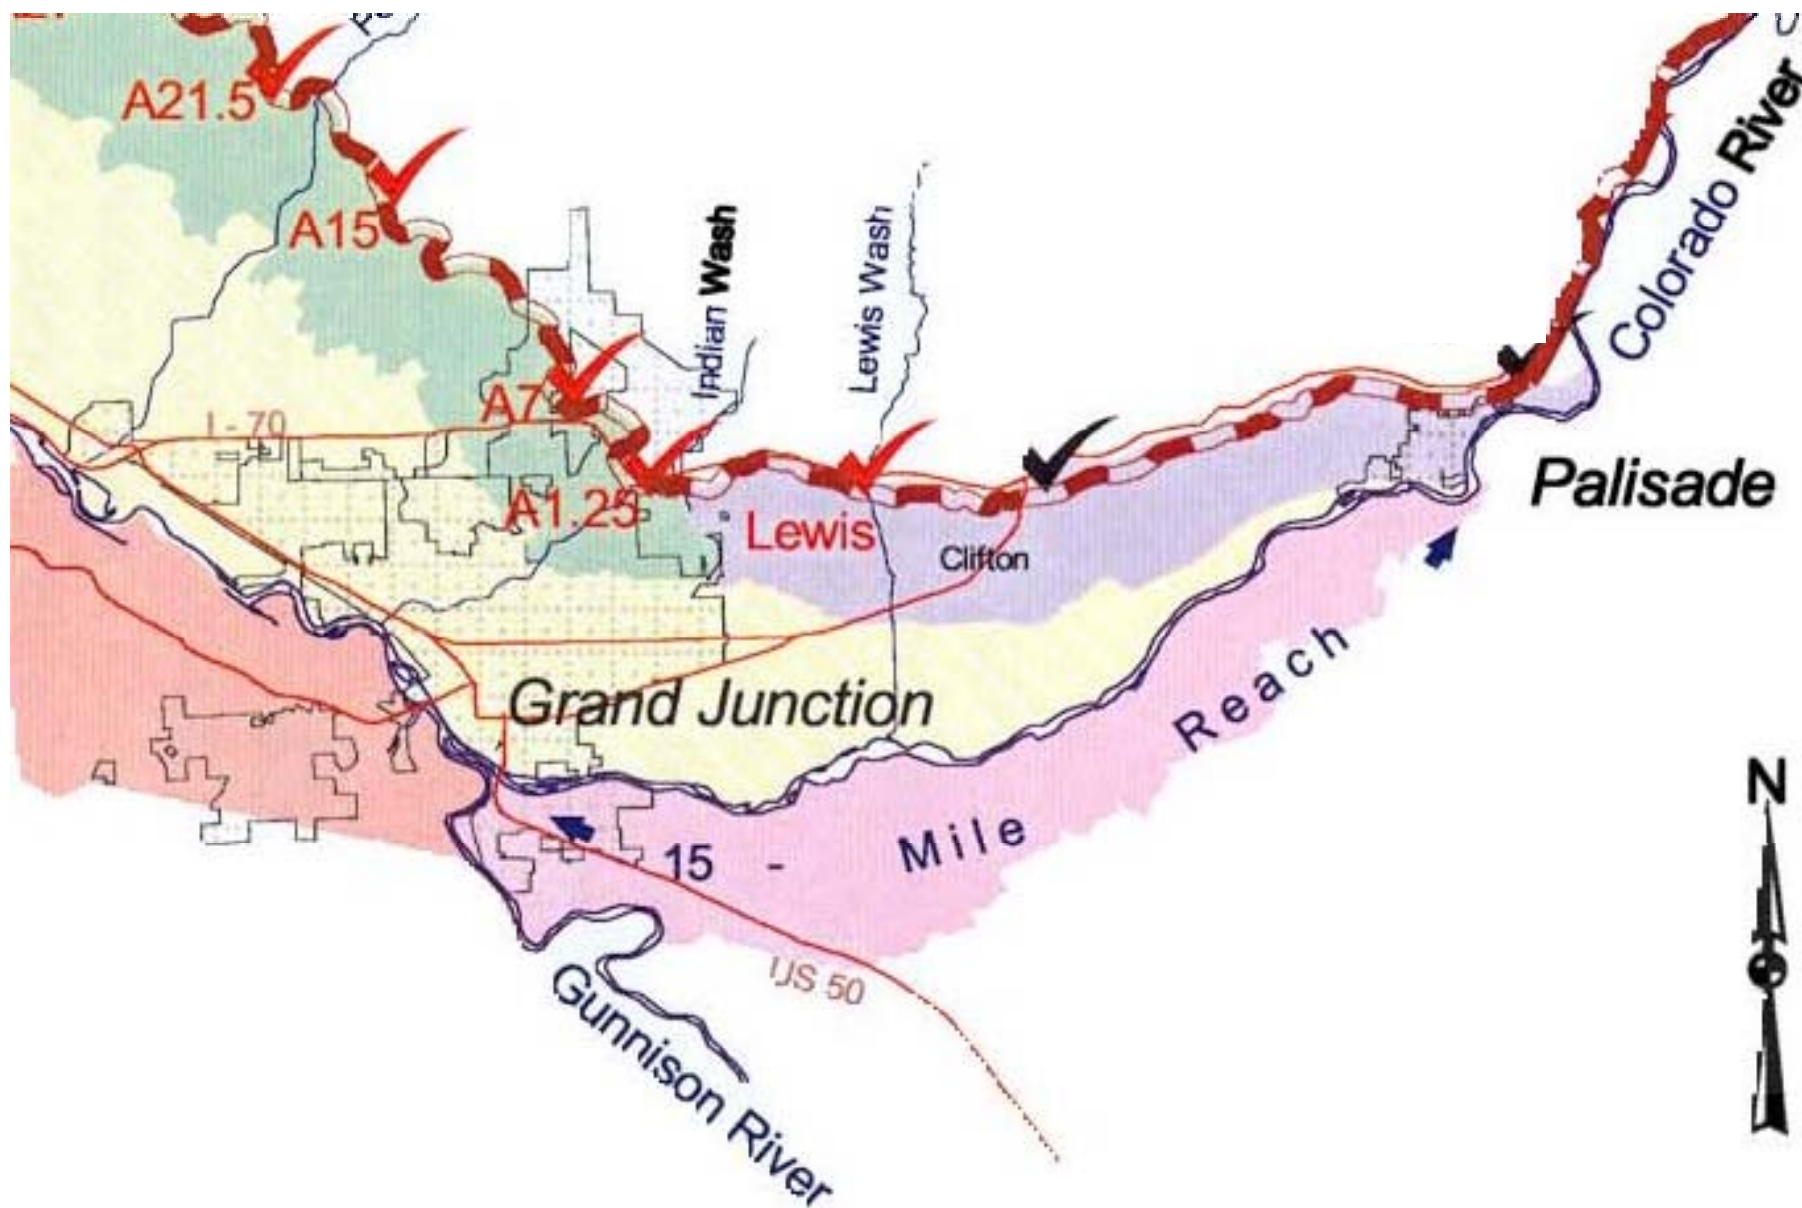 A21.5
A15
Indian Wash
Lewis Wash
Colorado River
A7
I-70
A1.25
Lewis
Clifton
Palisade
Grand Junction
15 - Mile Reach
N
US 50
Gunnison River